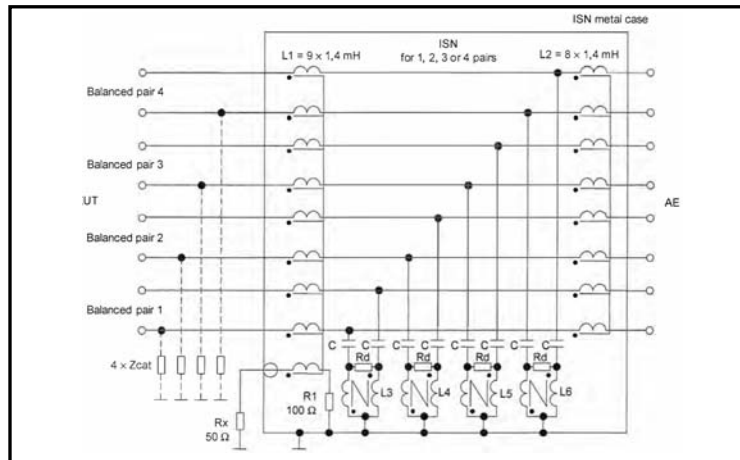 ISN metal case
ISN
L1 = 9 × 1,4 mH
for 1, 2, 3 or 4 pairs
L2 = 8 × 1,4 mH
Balanced pair 4
Balanced pair 3
:UT
AE
Balanced pair 2
Balanced pair 1
C C C C C C C C
Rd Rd Rd Rd
4 × Zcat
L3 L4 L5 L6
R1
100 Ω
Rx
50 Ω